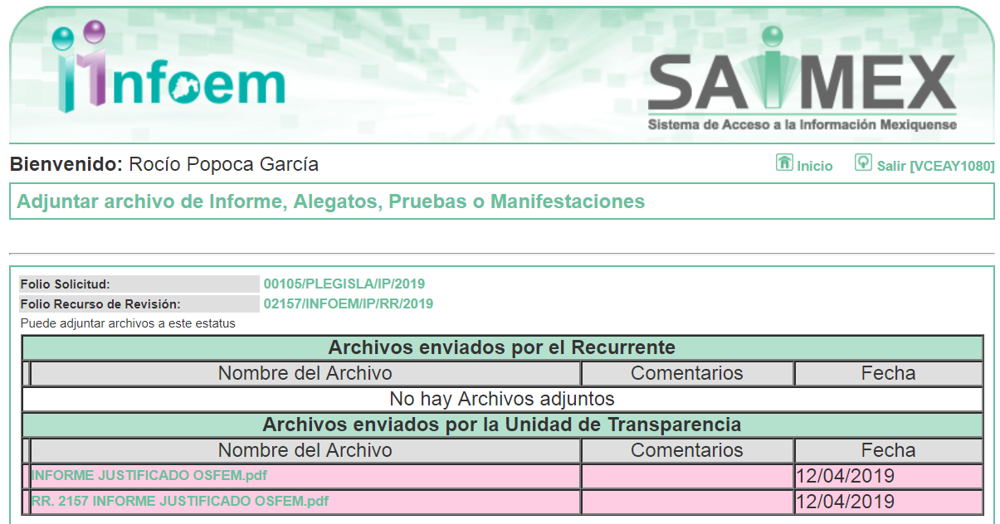 infoem
SAIMEX
Sistema de Acceso a la Información Mexiquense
Bienvenido: Rocío Popoca García
Inicio
Salir [VCEAY1080]
Adjuntar archivo de Informe, Alegatos, Pruebas o Manifestaciones
Folio Solicitud: 00105/PLEGISLA/IP/2019
Folio Recurso de Revisión: 02157/INFOEM/IP/RR/2019
Puede adjuntar archivos a este estatus
Archivos enviados por el Recurrente
Nombre del Archivo Comentarios Fecha
No hay Archivos adjuntos
Archivos enviados por la Unidad de Transparencia
Nombre del Archivo Comentarios Fecha
INFORME JUSTIFICADO OSFEM.pdf 12/04/2019
RR. 2157 INFORME JUSTIFICADO OSFEM.pdf 12/04/2019